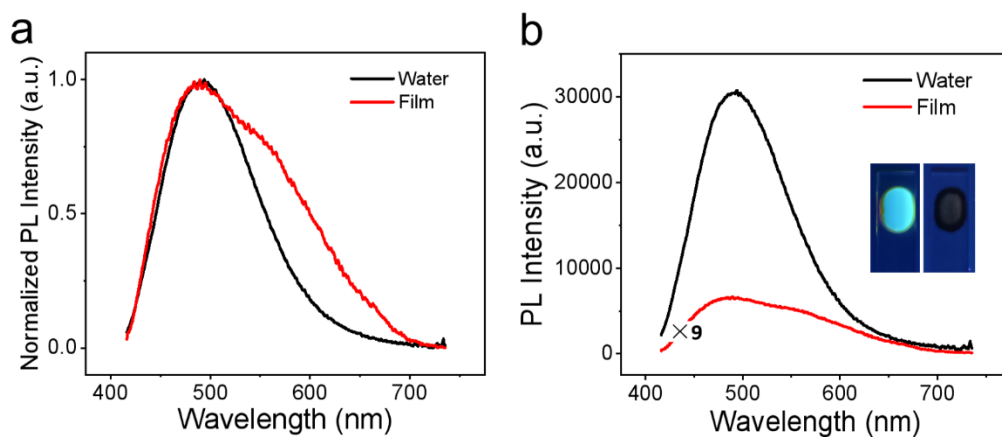 a
Normalized PL Intensity (a.u.)
1.0
0.5
0.0
Water
Film
400
500
600
700
Wavelength (nm)
b
PL Intensity (a.u.)
30000
20000
10000
0
Water
Film
×9
400
500
600
700
Wavelength (nm)